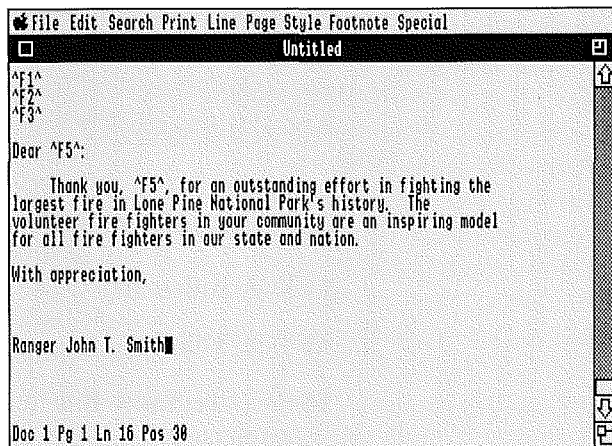 File Edit Search Print Line Page Style Footnote Special
Untitled
^F1^
^F2^
^F3^
Dear ^F5^:
Thank you, ^F5^, for an outstanding effort in fighting the
largest fire in Lone Pine National Park's history. The
volunteer fire fighters in your community are an inspiring model
for all fire fighters in our state and nation.
With appreciation,
Ranger John T. Smith
Doc 1 Pg 1 Ln 16 Pos 30